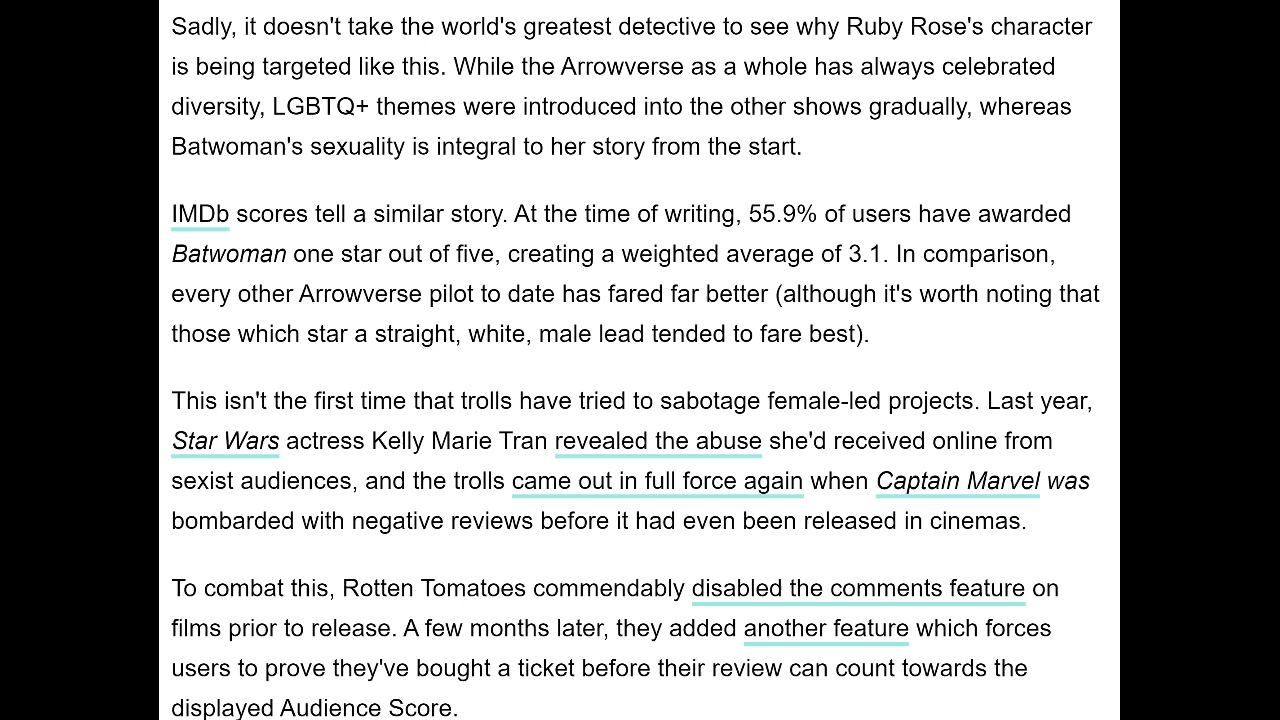 Sadly, it doesn't take the world's greatest detective to see why Ruby Rose's character
is being targeted like this. While the Arrowverse as a whole has always celebrated
diversity, LGBTQ+ themes were introduced into the other shows gradually, whereas
Batwoman's sexuality is integral to her story from the start.
IMDb scores tell a similar story. At the time of writing, 55.9% of users have awarded
Batwoman one star out of five, creating a weighted average of 3.1. In comparison,
every other Arrowverse pilot to date has fared far better (although it's worth noting that
those which star a straight, white, male lead tended to fare best).
This isn't the first time that trolls have tried to sabotage female-led projects. Last year,
Star Wars actress Kelly Marie Tran revealed the abuse she'd received online from
sexist audiences, and the trolls came out in full force again when Captain Marvel was
bombarded with negative reviews before it had even been released in cinemas.
To combat this, Rotten Tomatoes commendably disabled the comments feature on
films prior to release. A few months later, they added another feature which forces
users to prove they've bought a ticket before their review can count towards the
displayed Audience Score.